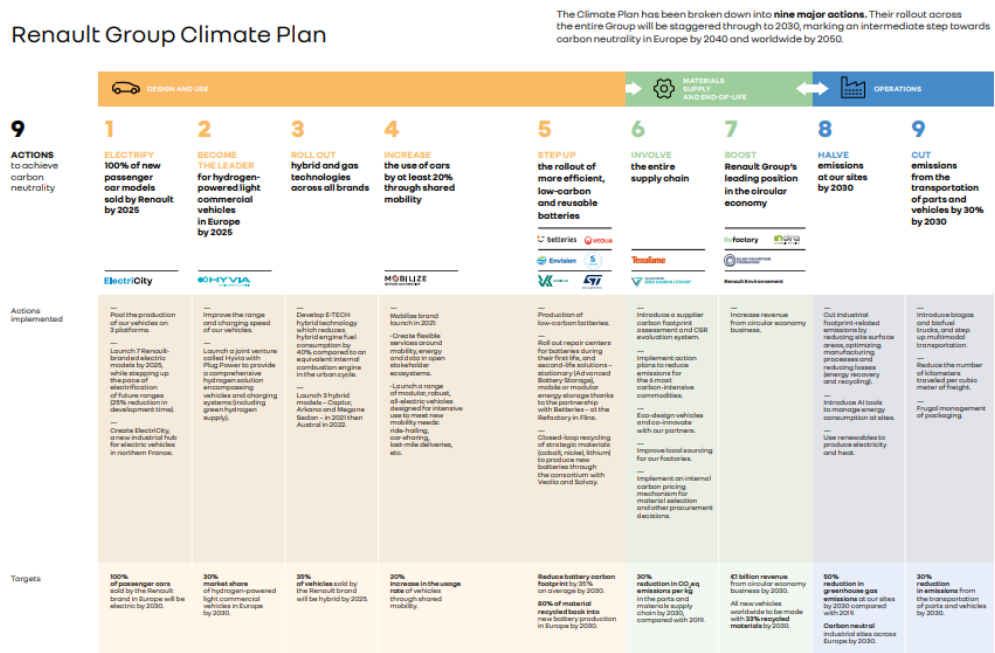 Renault Group Climate Plan
The Climate Plan has been broken down into nine major actions. Their rollout across
the entire Group will be staggered through to 2030, making an intermediate step towards
carbon neutrality in Europe by 2040 and worldwide by 2050.
DESIGN AND USE
MATERIALS
SUPPLY
AND END-OF-LIFE
OPERATIONS
9
ACTIONS
to achieve
carbon
neutrality
1
ELECTRIFY
100% of new
passenger
car models
sold by Renault
by 2025
ElectriCity
2
BECOME
THE LEADER
for hydrogen-
powered light
commercial
vehicles
in Europe
by 2025
HYVIA
3
ROLL OUT
hybrid and gas
technologies
across all brands
4
INCREASE
the use of cars
by at least 20%
through shared
mobility
MOBILIZE
5
STEP UP
the rollout of
more efficient,
low-carbon
and reusable
batteries
betteries
VEOLIA
Envision
ST
6
INVOLVE
the entire
supply chain
Terrafame
ZERO CARBON LITHIUM
7
BOOST
Renault Group's
leading position
in the circular
economy
Refactory
indra
ELLEN MACARTHUR
FOUNDATION
Renault Environnement
8
HALVE
emissions
at our sites
by 2030
9
CUT
emissions
from the
transportation
of parts and
vehicles by 30%
by 2030
Actions
implemented
—
Pool the production
of our vehicles on
3 platforms.
—
Launch 7 Renault-
branded electric
models by 2025,
while stepping up
the pace of
electrification
of future ranges
(25% reduction in
development time).
—
Create ElectriCity,
a new industrial hub
for electric vehicles
in northern France.
—
Improve the range
and charging speed
of our vehicles.
—
Launch a joint venture
called Hyvia with
Plug Power to provide
a comprehensive
hydrogen solution
encompassing
vehicles and charging
systems (including
green hydrogen
supply).
—
Develop E-TECH
hybrid technology
which reduces
hybrid engine fuel
consumption by
40% compared to an
equivalent internal
combustion engine
in the urban cycle.
—
Launch 3 hybrid
models – Captur,
Arkana and Megane
Sedan – in 2021 then
Austral in 2022.
—
Mobilize brand
launch in 2021:
-Create flexible
services around
mobility, energy
and data in open
stakeholder
ecosystems.
-Launch a range
of modular, robust,
all-electric vehicles
designed for intensive
use to meet new
mobility needs:
ride-hailing,
car-sharing,
last-mile deliveries,
etc.
—
Production of
low-carbon batteries.
—
Roll out repair centers
for batteries during
their first life, and
second-life solutions –
stationary (Advanced
Battery Storage),
mobile or modular
energy storage thanks
to the partnership
with Betteries – at the
Refactory in Flins.
—
Closed-loop recycling
of strategic materials
(cobalt, nickel, lithium)
to produce new
batteries through
the consortium with
Veolia and Solvay.
—
Introduce a supplier
carbon footprint
assessment and CSR
evaluation system.
—
Implement action
plans to reduce
emissions for
the 6 most
carbon-intensive
commodities.
—
Eco-design vehicles
and co-innovate
with our partners.
—
Improve local sourcing
for our factories.
—
Implement an internal
carbon pricing
mechanism for
material selection
and other procurement
decisions.
—
Increase revenue
from circular economy
business.
—
Cut industrial
footprint-related
emissions by
reducing site surface
areas, optimizing
manufacturing
processes and
reducing losses
(energy recovery
and recycling).
—
Introduce AI tools
to manage energy
consumption at sites.
—
Use renewables to
produce electricity
and heat.
—
Introduce biogas
and biofuel
trucks, and step
up multimodal
transportation.
—
Reduce the number
of kilometers
traveled per cubic
meter of freight.
—
Frugal management
of packaging.
Targets
100%
of passenger cars
sold by the Renault
brand in Europe will be
electric by 2030.
30%
market share
of hydrogen-powered
light commercial
vehicles in Europe
by 2030.
35%
of vehicles sold by
the Renault brand
will be hybrid by 2025.
20%
increase in the usage
rate of vehicles
through shared
mobility.
Reduce battery carbon
footprint by 35%
on average by 2030.
80% of material
recycled back into
new battery production
in Europe by 2030.
30%
reduction in CO2eq
emissions per kg
in the parts and
materials supply
chain by 2030,
compared with 2019.
€1 billion revenue
from circular economy
business by 2030.
All new vehicles
worldwide to be made
with 33% recycled
materials by 2030.
50%
reduction in
greenhouse gas
emissions at our sites
by 2030 compared
with 2019.
Carbon neutral
industrial sites across
Europe by 2030.
30%
reduction
in emissions from the
transportation
of parts and vehicles
by 2030.